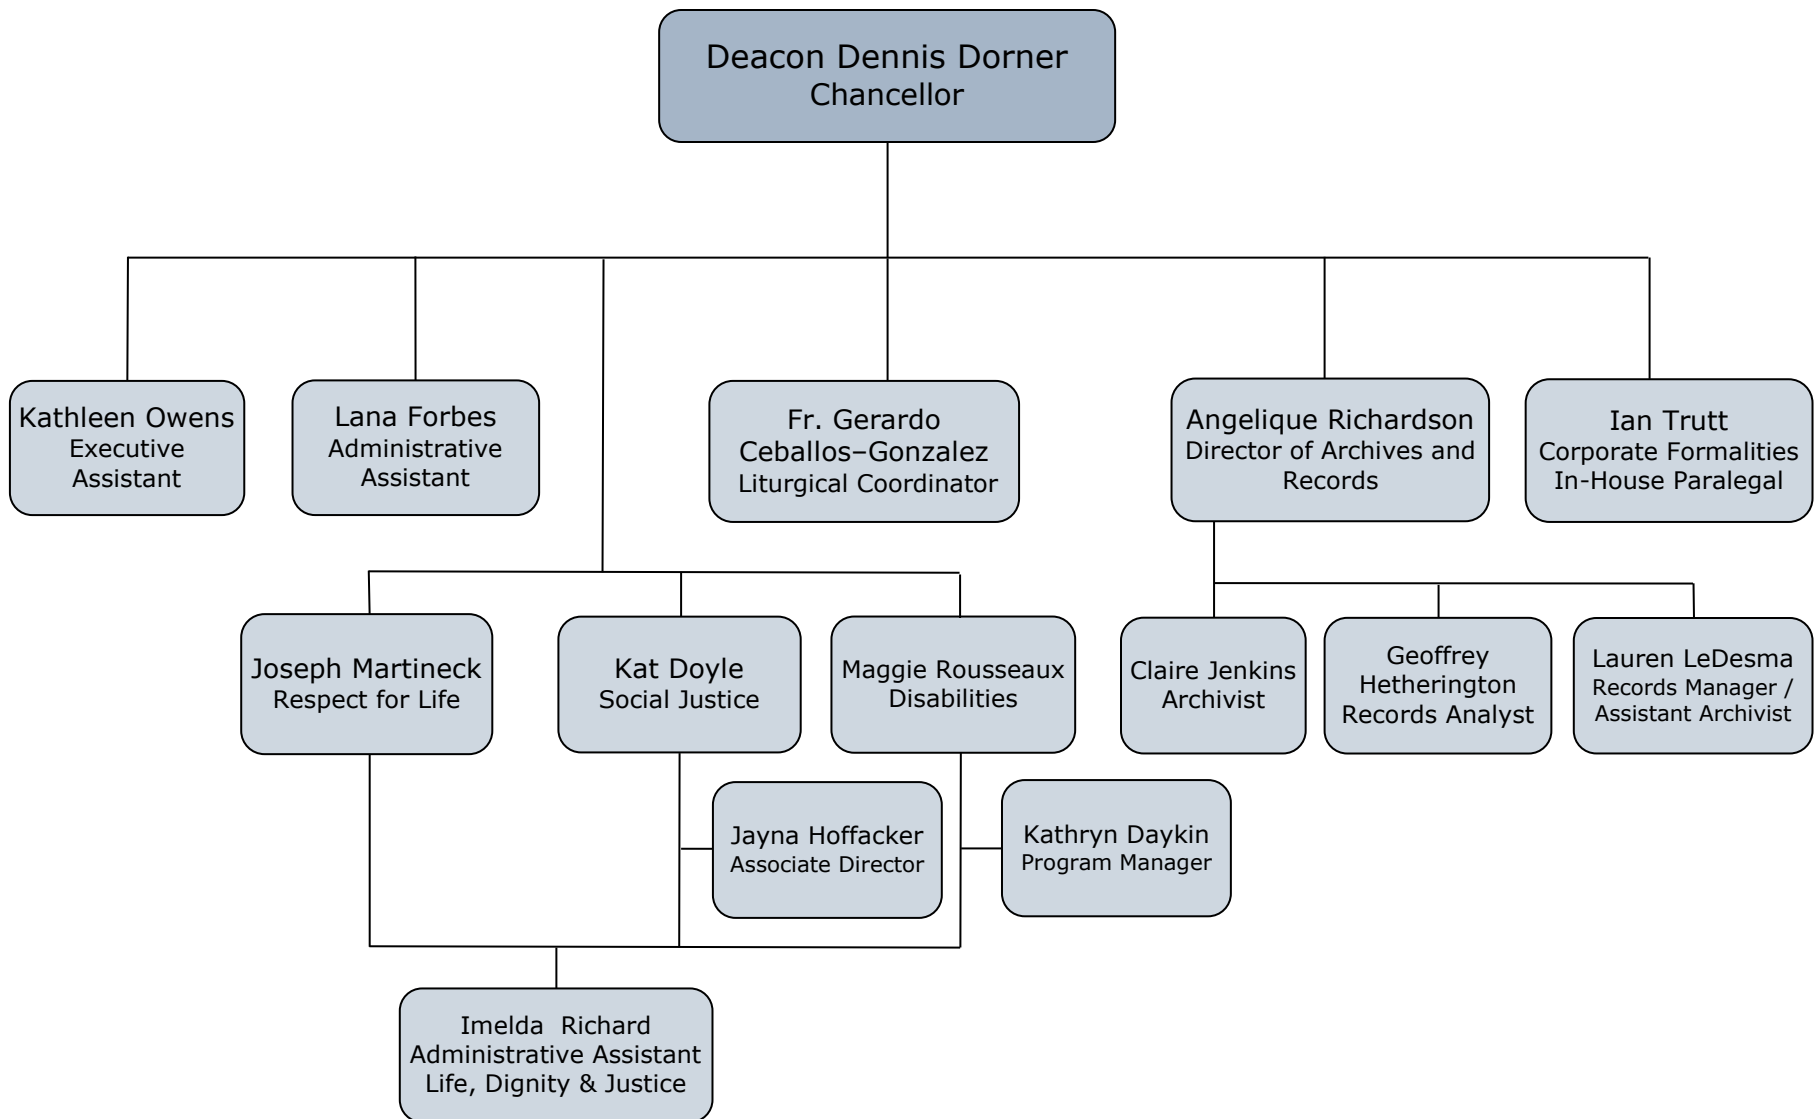 Deacon Dennis Dorner
Chancellor
Kathleen Owens
Executive
Assistant
Lana Forbes
Administrative
Assistant
Fr. Gerardo
Ceballos–Gonzalez
Liturgical Coordinator
Angelique Richardson
Director of Archives and
Records
Ian Trutt
Corporate Formalities
In-House Paralegal
Joseph Martineck
Respect for Life
Kat Doyle
Social Justice
Maggie Rousseaux
Disabilities
Claire Jenkins
Archivist
Geoffrey
Hetherington
Records Analyst
Lauren LeDesma
Records Manager /
Assistant Archivist
Jayna Hoffacker
Associate Director
Kathryn Daykin
Program Manager
Imelda  Richard
Administrative Assistant
Life, Dignity & Justice